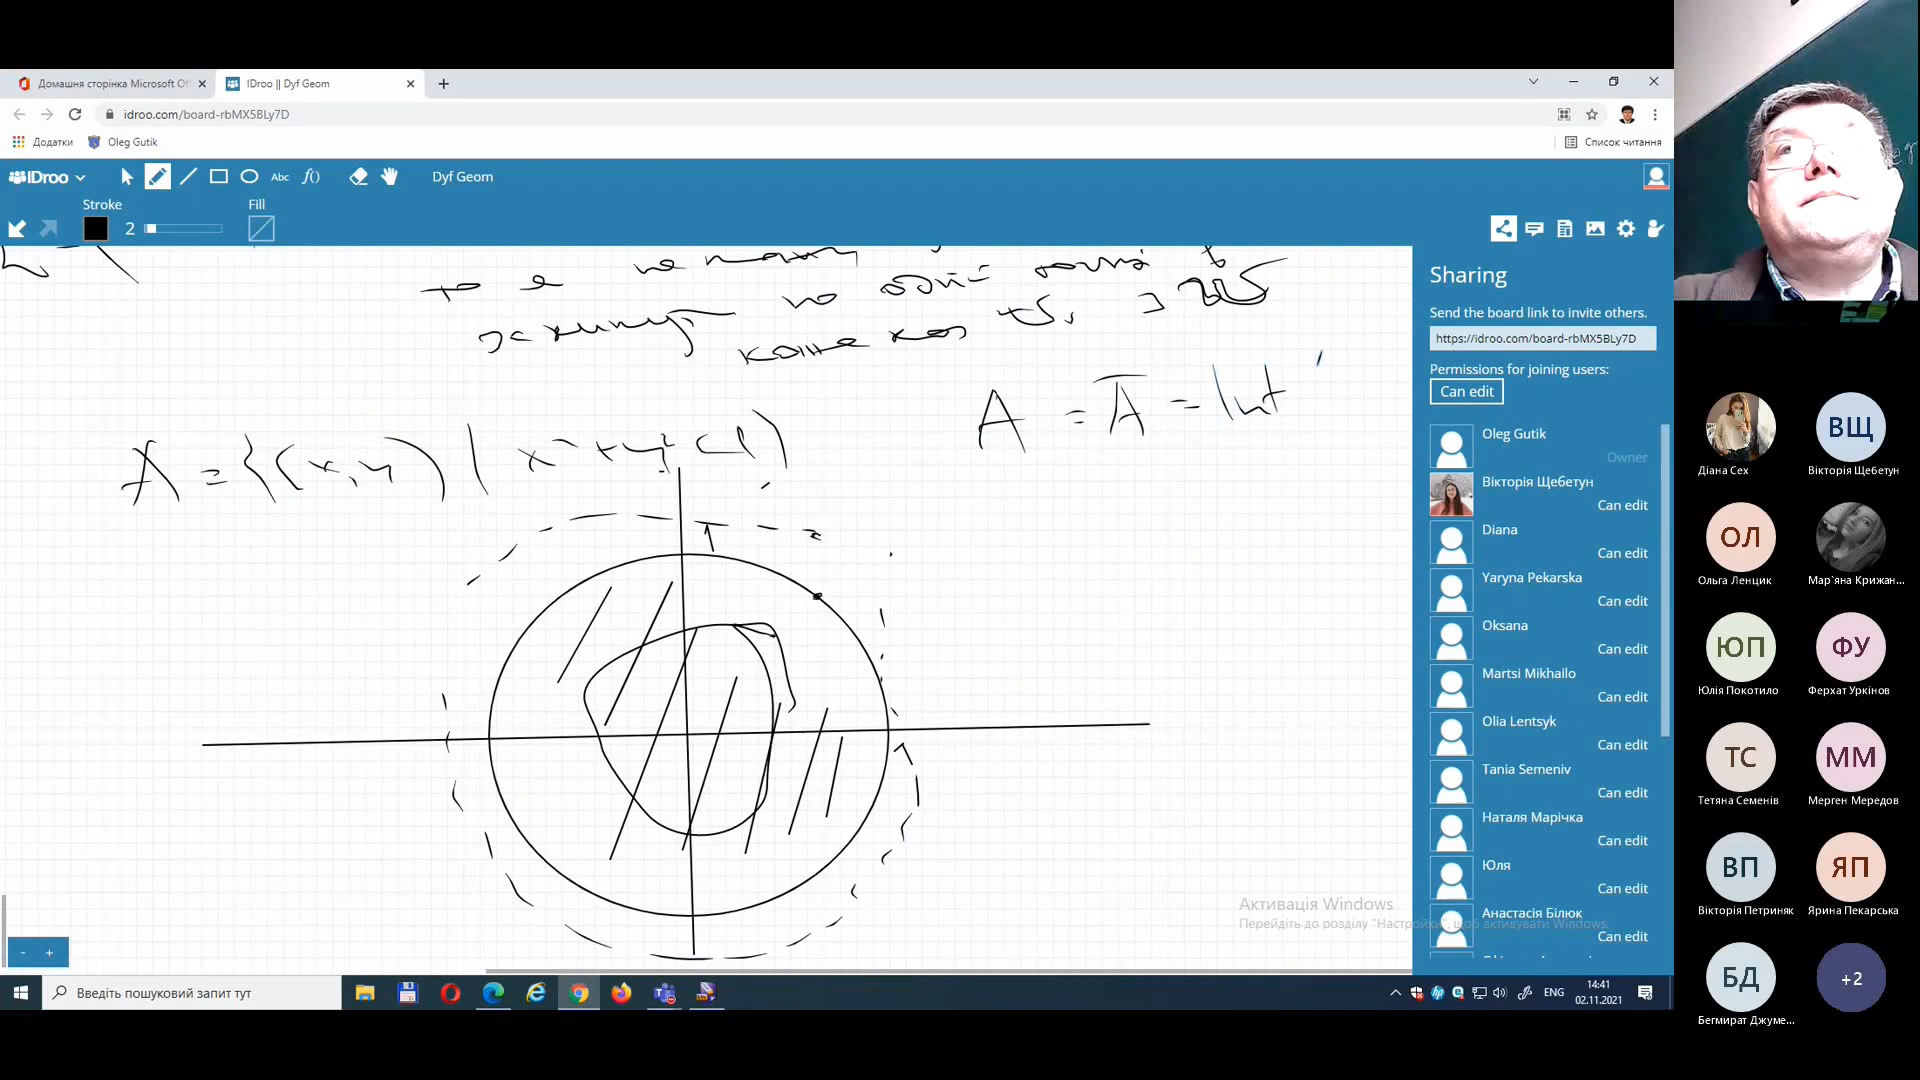 Домашня сторінка Microsoft Of
IDroo || Dyf Geom
idroo.com/board-rbMX5BLy7D
Додатки
Oleg Gutik
Список читання
IDroo
Abc
f()
Dyf Geom
Stroke
2
Fill
A = Ā = Int
A = {(x,y) | x²+y²<1}
Sharing
Send the board link to invite others.
https://idroo.com/board-rbMX5BLy7D
Permissions for joining users:
Can edit
Oleg Gutik
Owner
Вікторія Щебетун
Can edit
Diana
Can edit
Yaryna Pekarska
Can edit
Oksana
Can edit
Martsi Mikhailo
Can edit
Olia Lentsyk
Can edit
Tania Semeniv
Can edit
Наталя Марічка
Can edit
Юля
Can edit
Анастасія Білюк
Can edit
Активація Windows
Перейдіть до розділу "Настройки", щоб активувати Windows.
- +
Введіть пошуковий запит тут
ENG
14:41
02.11.2021
Діана Сех
ВЩ
Вікторія Щебетун
ОЛ
Ольга Ленцик
Мар`яна Крижан...
ЮП
Юлія Покотило
ФУ
Ферхат Уркінов
ТС
Тетяна Семенів
ММ
Мерген Мередов
ВП
Вікторія Петриняк
ЯП
Ярина Пекарська
БД
Бегмират Джуме...
+2